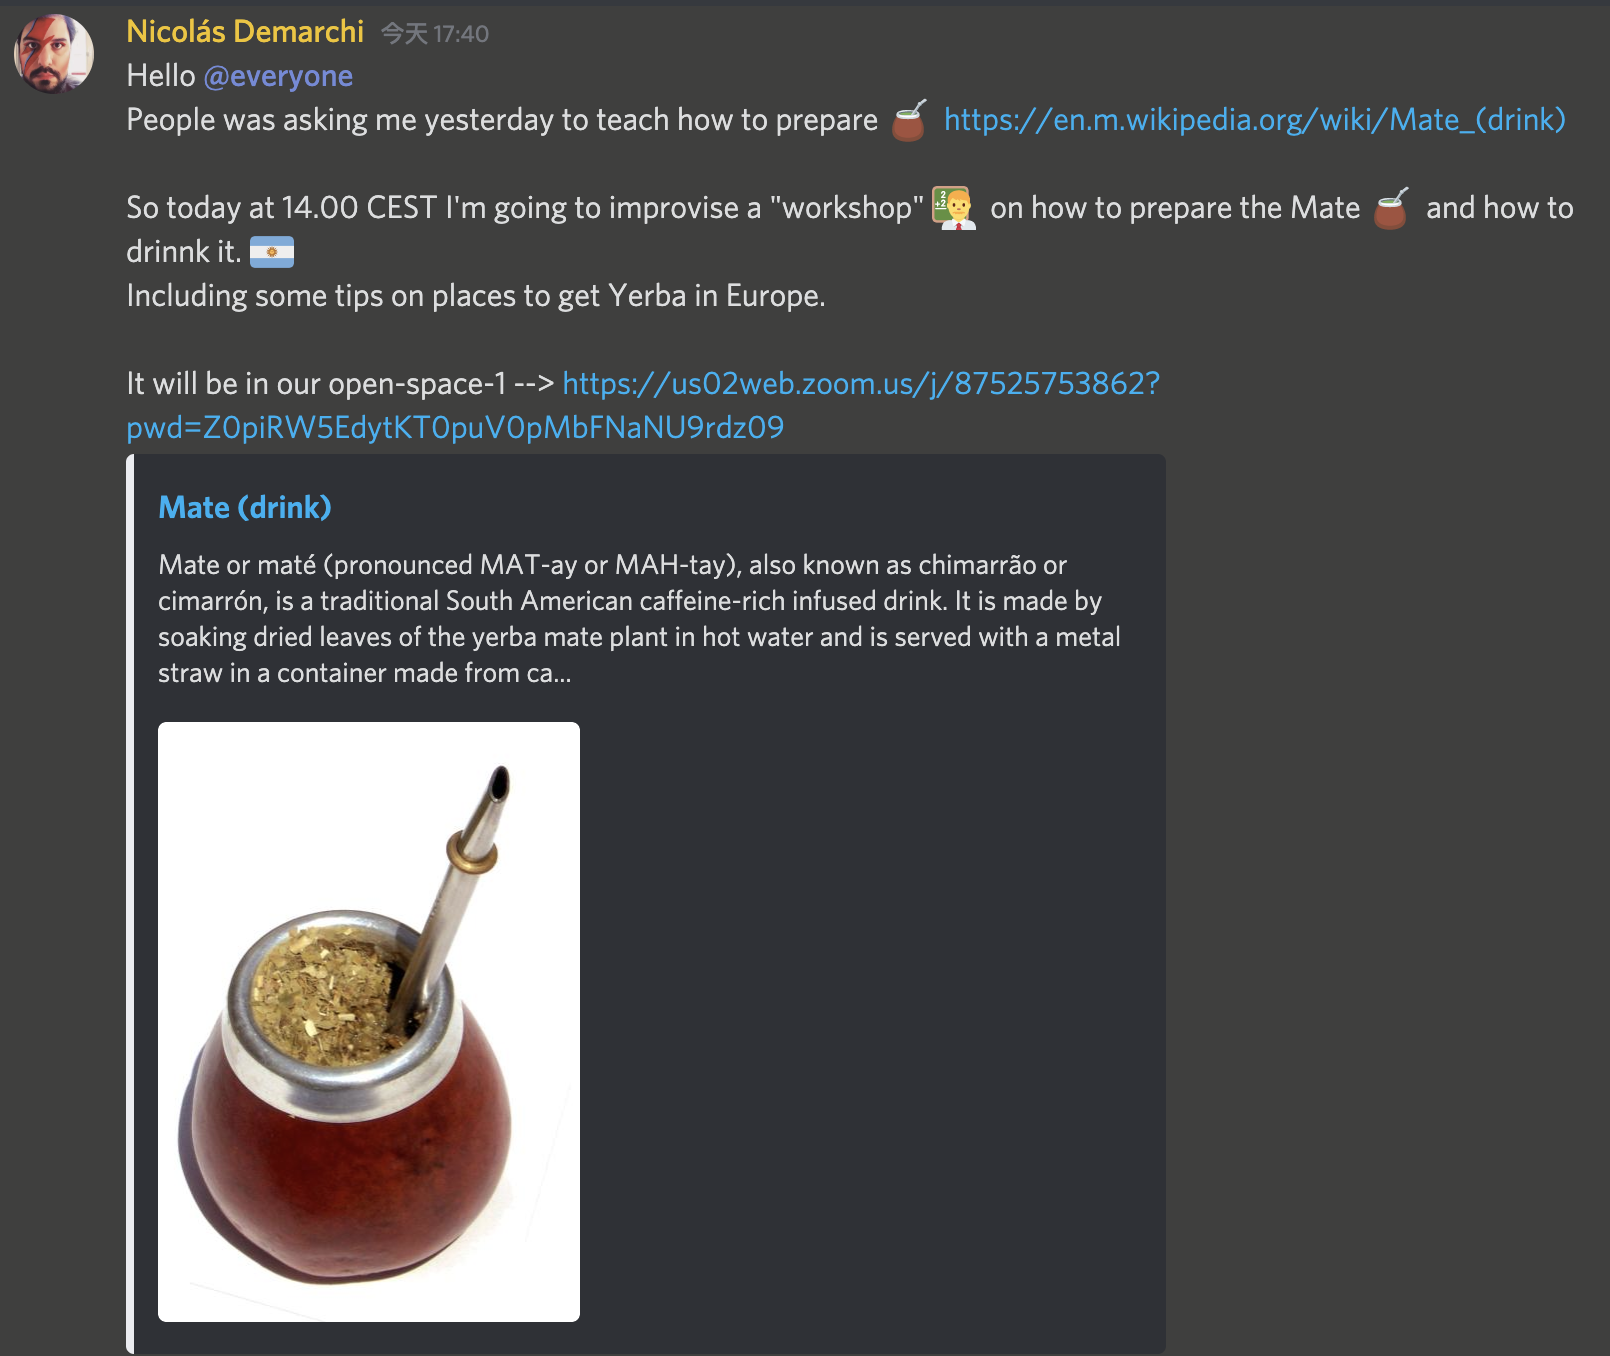 Nicolás Demarchi 今天 17:40
Hello @everyone
People was asking me yesterday to teach how to prepare 🧉 https://en.m.wikipedia.org/wiki/Mate_(drink)
So today at 14.00 CEST I'm going to improvise a "workshop" 👨‍🏫 on how to prepare the Mate 🧉 and how to
drinnk it. 🇦🇷
Including some tips on places to get Yerba in Europe.
It will be in our open-space-1 --> https://us02web.zoom.us/j/87525753862?
pwd=Z0piRW5EdytKT0puV0pMbFNaNU9rdz09
Mate (drink)
Mate or maté (pronounced MAT-ay or MAH-tay), also known as chimarrão or
cimarrón, is a traditional South American caffeine-rich infused drink. It is made by
soaking dried leaves of the yerba mate plant in hot water and is served with a metal
straw in a container made from ca...